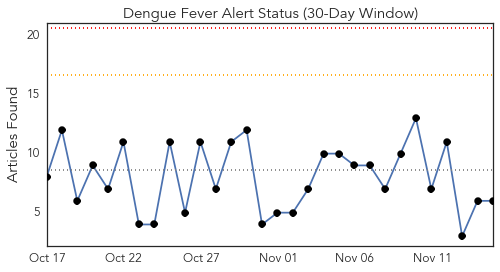 Dengue Fever Alert Status (30-Day Window)
20
15
10
5
Articles Found
Oct 17 Oct 22 Oct 27 Nov 01 Nov 06 Nov 11